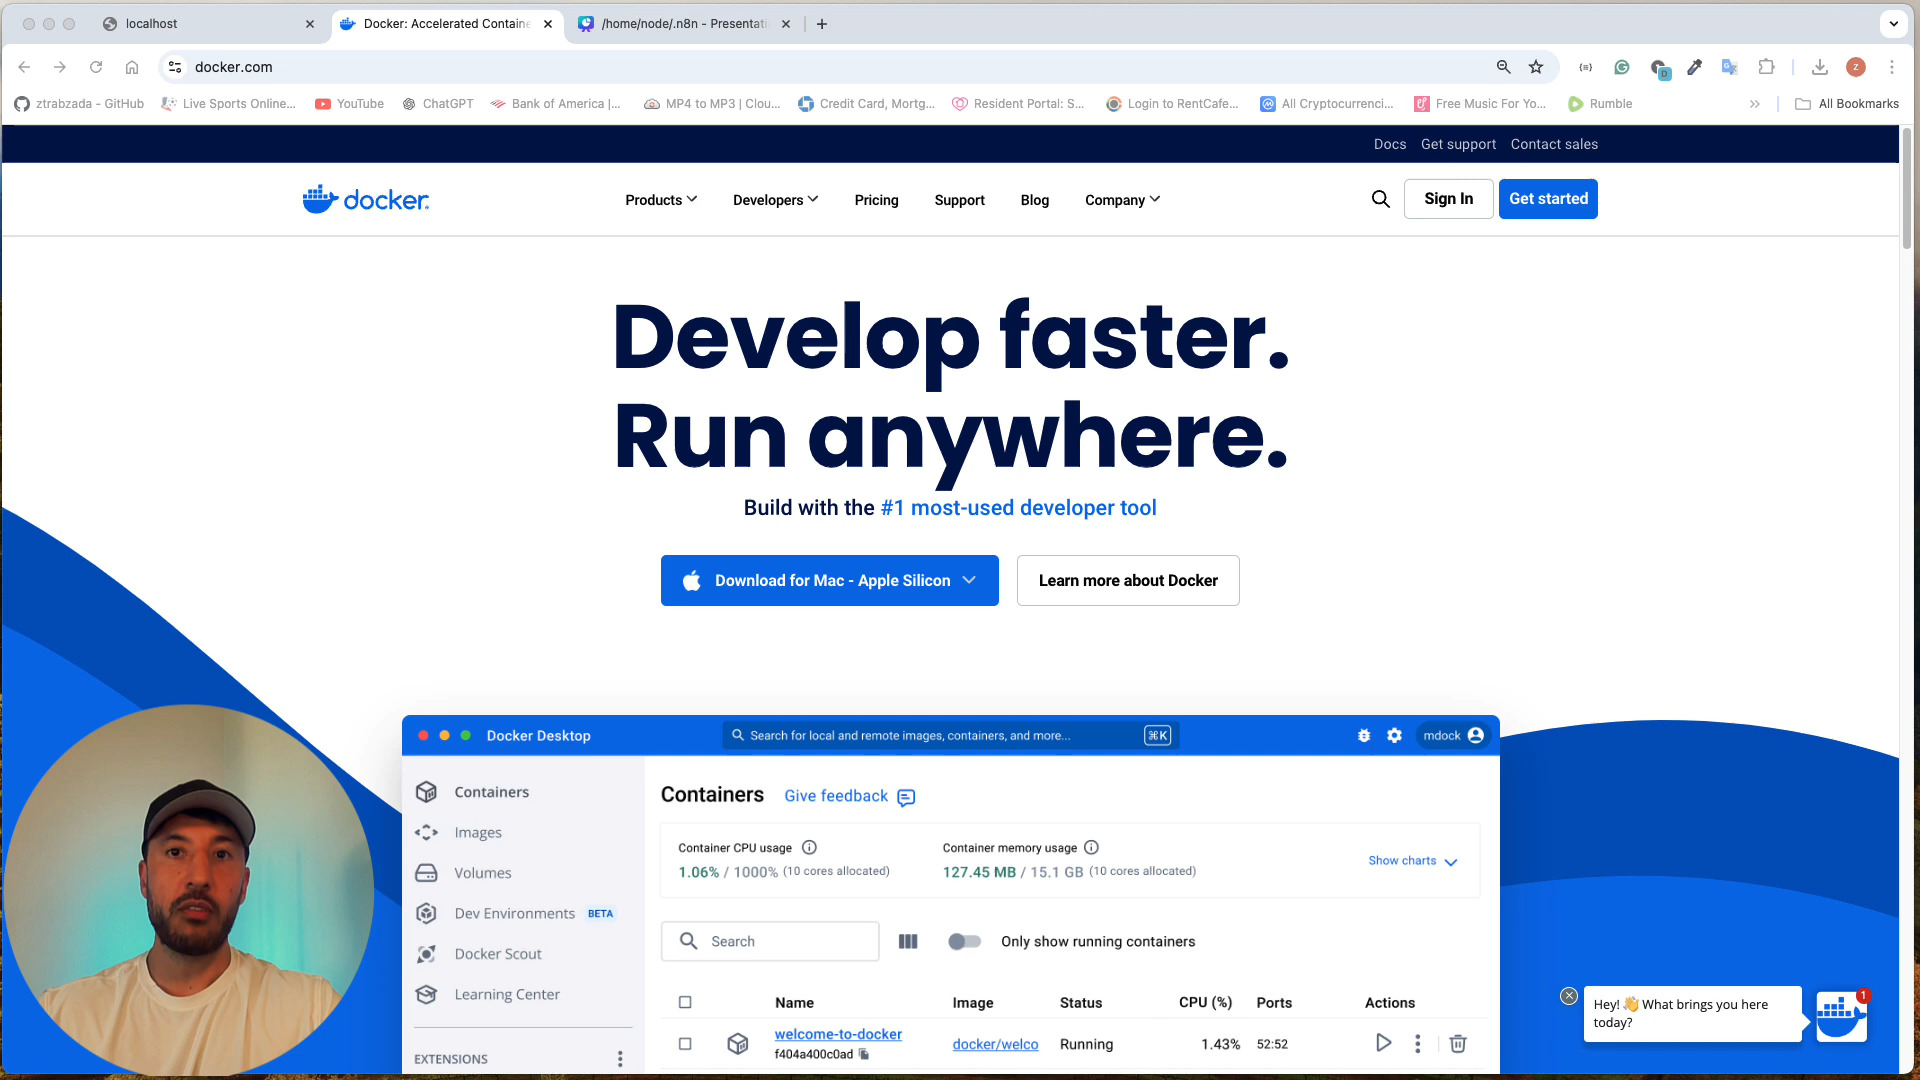 localhost
Docker: Accelerated Containe
/home/node/.n8n - Presentati
docker.com
ztrabzada - GitHub
Live Sports Online...
YouTube
ChatGPT
Bank of America |...
MP4 to MP3 | Clou...
Credit Card, Mortg...
Resident Portal: S...
Login to RentCafe...
All Cryptocurrenci...
Free Music For Yo...
Rumble
All Bookmarks
Docs Get support Contact sales
docker
Products Developers Pricing Support Blog Company
Sign In
Get started
Develop faster.
Run anywhere.
Build with the #1 most-used developer tool
Download for Mac - Apple Silicon
Learn more about Docker
Docker Desktop
Search for local and remote images, containers, and more...
⌘K
mdock
Containers
Images
Volumes
Dev Environments BETA
Docker Scout
Learning Center
EXTENSIONS
Containers Give feedback
Container CPU usage
1.06% / 1000% (10 cores allocated)
Container memory usage
127.45 MB / 15.1 GB (10 cores allocated)
Show charts
Search
Only show running containers
Name Image Status CPU (%) Ports Actions
welcome-to-docker docker/welco Running 1.43% 52:52
f404a400c0ad
Hey! 👋 What brings you here
today?
1